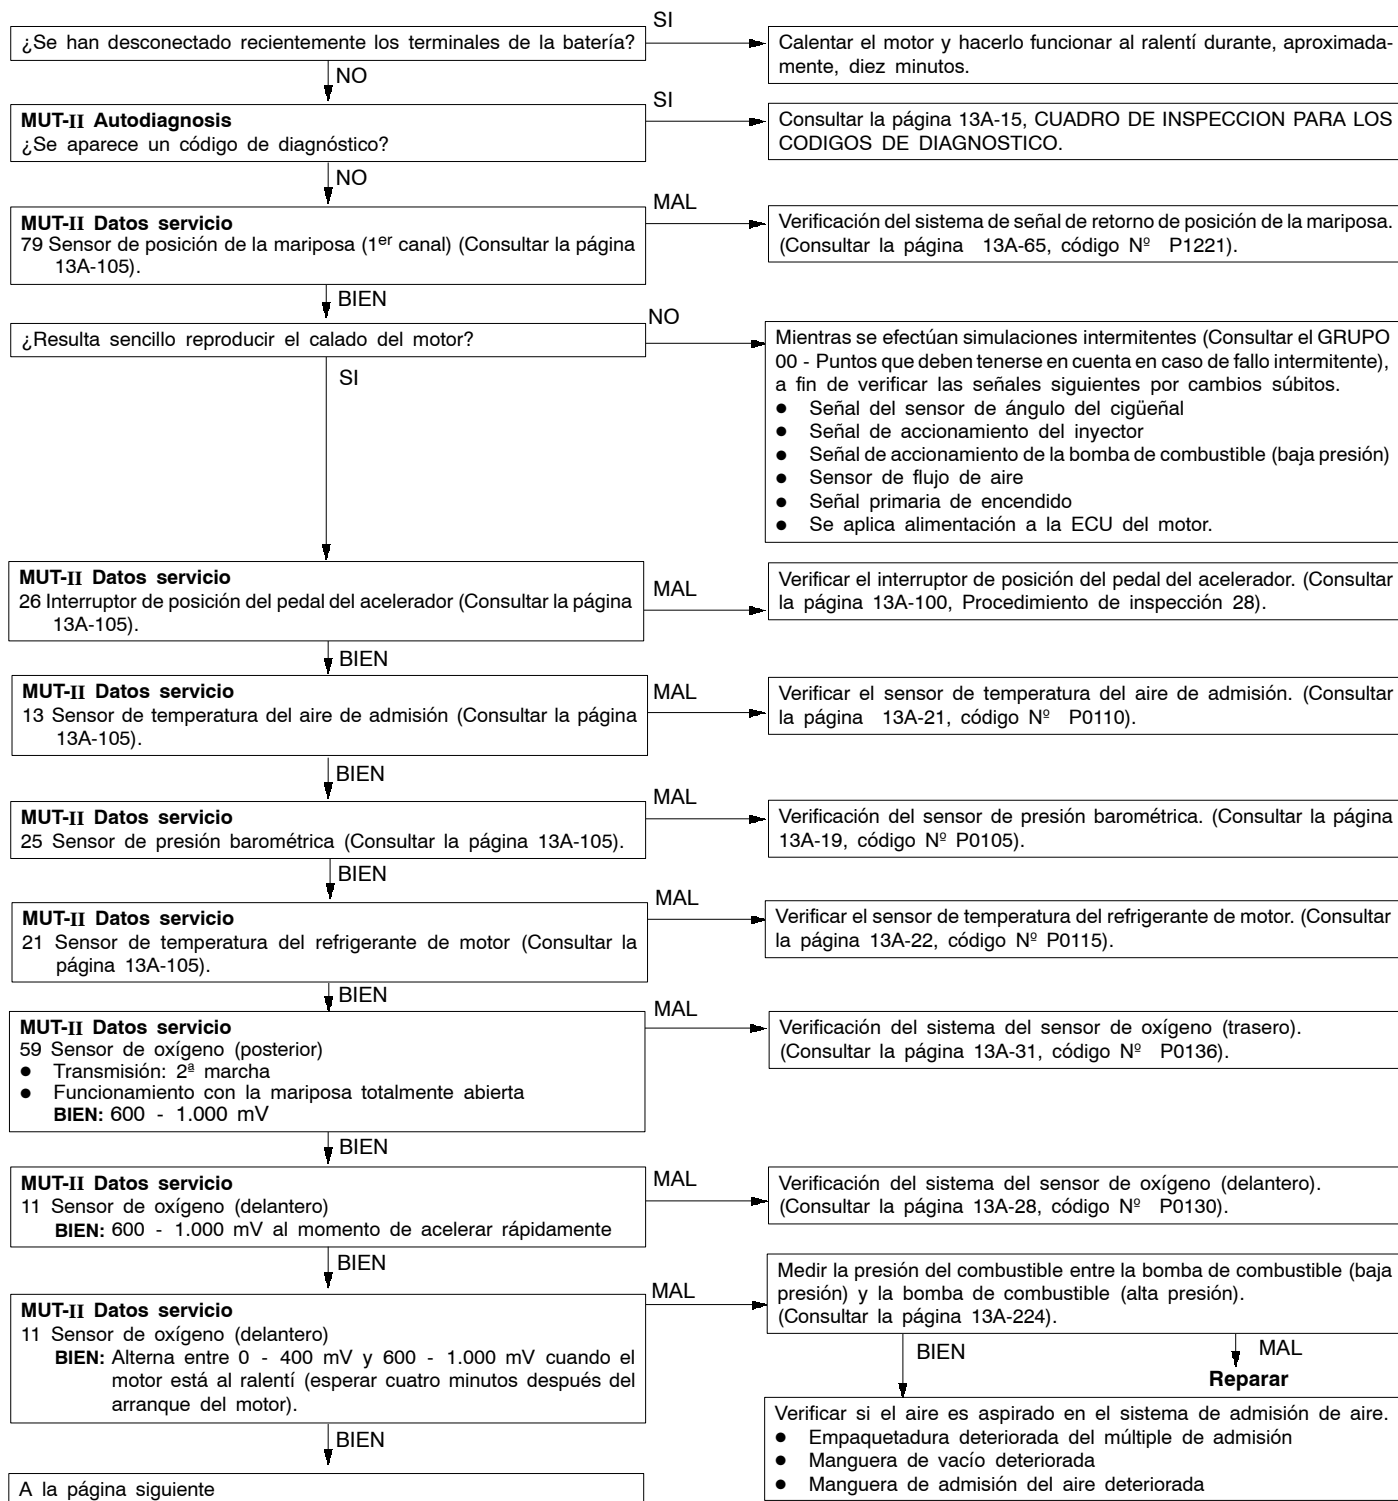 SI
¿Se han desconectado recientemente los terminales de la batería?
Calentar el motor y hacerlo funcionar al ralentí durante, aproximada-
mente, diez minutos.
NO
SI
MUT-II Autodiagnosis
¿Se aparece un código de diagnóstico?
Consultar la página 13A-15, CUADRO DE INSPECCION PARA LOS
CODIGOS DE DIAGNOSTICO.
NO
MAL
MUT-II Datos servicio
79 Sensor de posición de la mariposa (1er canal) (Consultar la página
13A-105).
Verificación del sistema de señal de retorno de posición de la mariposa.
(Consultar la página 13A-65, código Nº P1221).
BIEN
NO
¿Resulta sencillo reproducir el calado del motor?
Mientras se efectúan simulaciones intermitentes (Consultar el GRUPO
00 - Puntos que deben tenerse en cuenta en caso de fallo intermitente),
a fin de verificar las señales siguientes por cambios súbitos.
● Señal del sensor de ángulo del cigüeñal
● Señal de accionamiento del inyector
● Señal de accionamiento de la bomba de combustible (baja presión)
● Sensor de flujo de aire
● Señal primaria de encendido
● Se aplica alimentación a la ECU del motor.
SI
MUT-II Datos servicio
26 Interruptor de posición del pedal del acelerador (Consultar la página
13A-105).
MAL
Verificar el interruptor de posición del pedal del acelerador. (Consultar
la página 13A-100, Procedimiento de inspección 28).
BIEN
MUT-II Datos servicio
13 Sensor de temperatura del aire de admisión (Consultar la página
13A-105).
MAL
Verificar el sensor de temperatura del aire de admisión. (Consultar
la página 13A-21, código Nº P0110).
BIEN
MUT-II Datos servicio
25 Sensor de presión barométrica (Consultar la página 13A-105).
MAL
Verificación del sensor de presión barométrica. (Consultar la página
13A-19, código Nº P0105).
BIEN
MUT-II Datos servicio
21 Sensor de temperatura del refrigerante de motor (Consultar la
página 13A-105).
MAL
Verificar el sensor de temperatura del refrigerante de motor. (Consultar
la página 13A-22, código Nº P0115).
BIEN
MUT-II Datos servicio
59 Sensor de oxígeno (posterior)
● Transmisión: 2ª marcha
● Funcionamiento con la mariposa totalmente abierta
BIEN: 600 - 1.000 mV
MAL
Verificación del sistema del sensor de oxígeno (trasero).
(Consultar la página 13A-31, código Nº P0136).
BIEN
MUT-II Datos servicio
11 Sensor de oxígeno (delantero)
BIEN: 600 - 1.000 mV al momento de acelerar rápidamente
MAL
Verificación del sistema del sensor de oxígeno (delantero).
(Consultar la página 13A-28, código Nº P0130).
BIEN
MUT-II Datos servicio
11 Sensor de oxígeno (delantero)
BIEN: Alterna entre 0 - 400 mV y 600 - 1.000 mV cuando el
motor está al ralentí (esperar cuatro minutos después del
arranque del motor).
MAL
Medir la presión del combustible entre la bomba de combustible (baja
presión) y la bomba de combustible (alta presión).
(Consultar la página 13A-224).
BIEN
MAL
Reparar
Verificar si el aire es aspirado en el sistema de admisión de aire.
● Empaquetadura deteriorada del múltiple de admisión
● Manguera de vacío deteriorada
● Manguera de admisión del aire deteriorada
BIEN
A la página siguiente